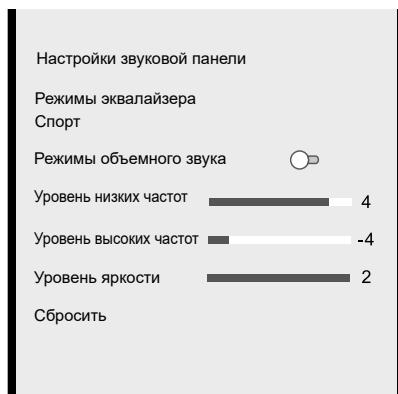 Настройки звуковой панели
Режимы эквалайзера
Спорт
Режимы объемного звука
Уровень низких частот 4
Уровень высоких частот -4
Уровень яркости 2
Сбросить